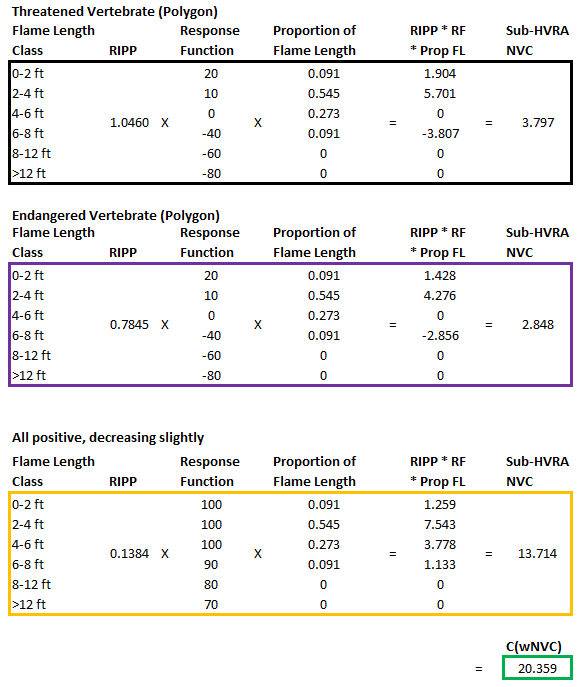 Threatened Vertebrate (Polygon)
Flame Length Response Proportion of RIPP * RF Sub-HVRA
Class RIPP Function Flame Length * Prop FL NVC
0-2 ft 20 0.091 1.904
2-4 ft 10 0.545 5.701
4-6 ft 0 0.273 0
1.0460 X X = = 3.797
6-8 ft -40 0.091 -3.807
8-12 ft -60 0 0
>12 ft -80 0 0
Endangered Vertebrate (Polygon)
Flame Length Response Proportion of RIPP * RF Sub-HVRA
Class RIPP Function Flame Length * Prop FL NVC
0-2 ft 20 0.091 1.428
2-4 ft 10 0.545 4.276
4-6 ft 0 0.273 0
0.7845 X X = = 2.848
6-8 ft -40 0.091 -2.856
8-12 ft -60 0 0
>12 ft -80 0 0
All positive, decreasing slightly
Flame Length Response Proportion of RIPP * RF Sub-HVRA
Class RIPP Function Flame Length * Prop FL NVC
0-2 ft 100 0.091 1.259
2-4 ft 100 0.545 7.543
4-6 ft 100 0.273 3.778
0.1384 X X = = 13.714
6-8 ft 90 0.091 1.133
8-12 ft 80 0 0
>12 ft 70 0 0
C(wNVC)
= 20.359